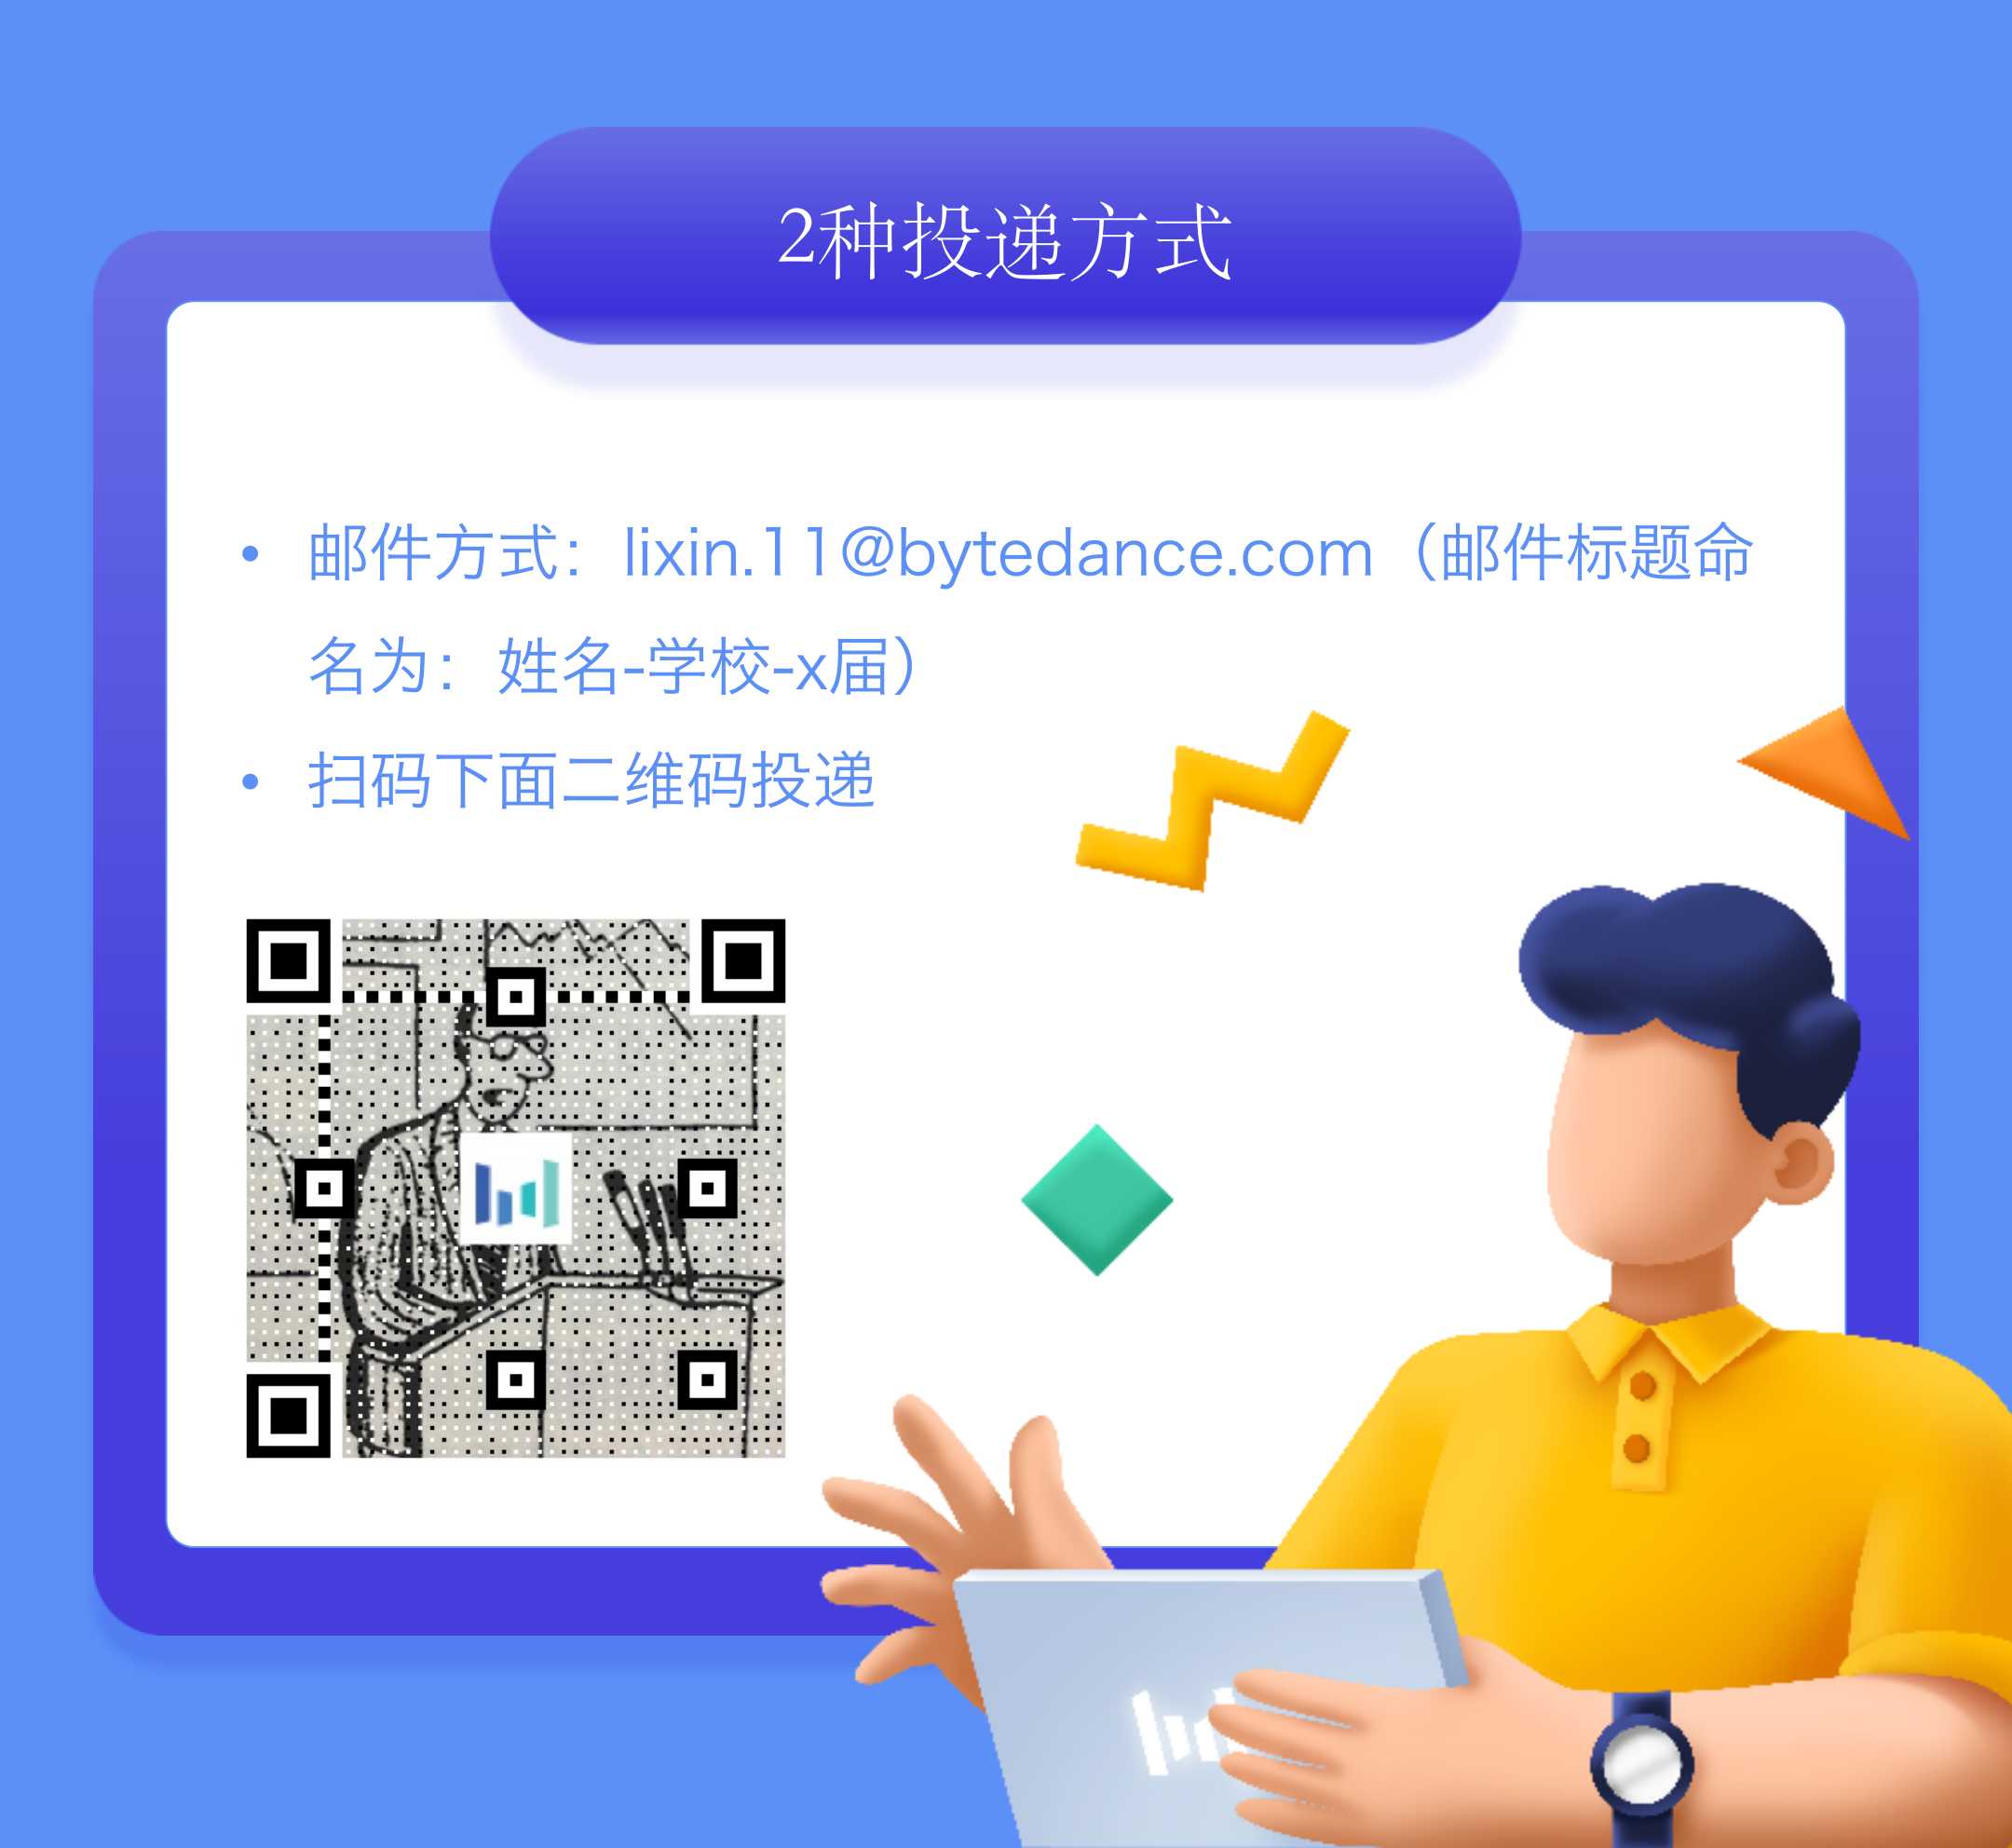 2种投递方式
• 邮件方式：lixin.11@bytedance.com（邮件标题命
名为：姓名-学校-x届）
• 扫码下面二维码投递